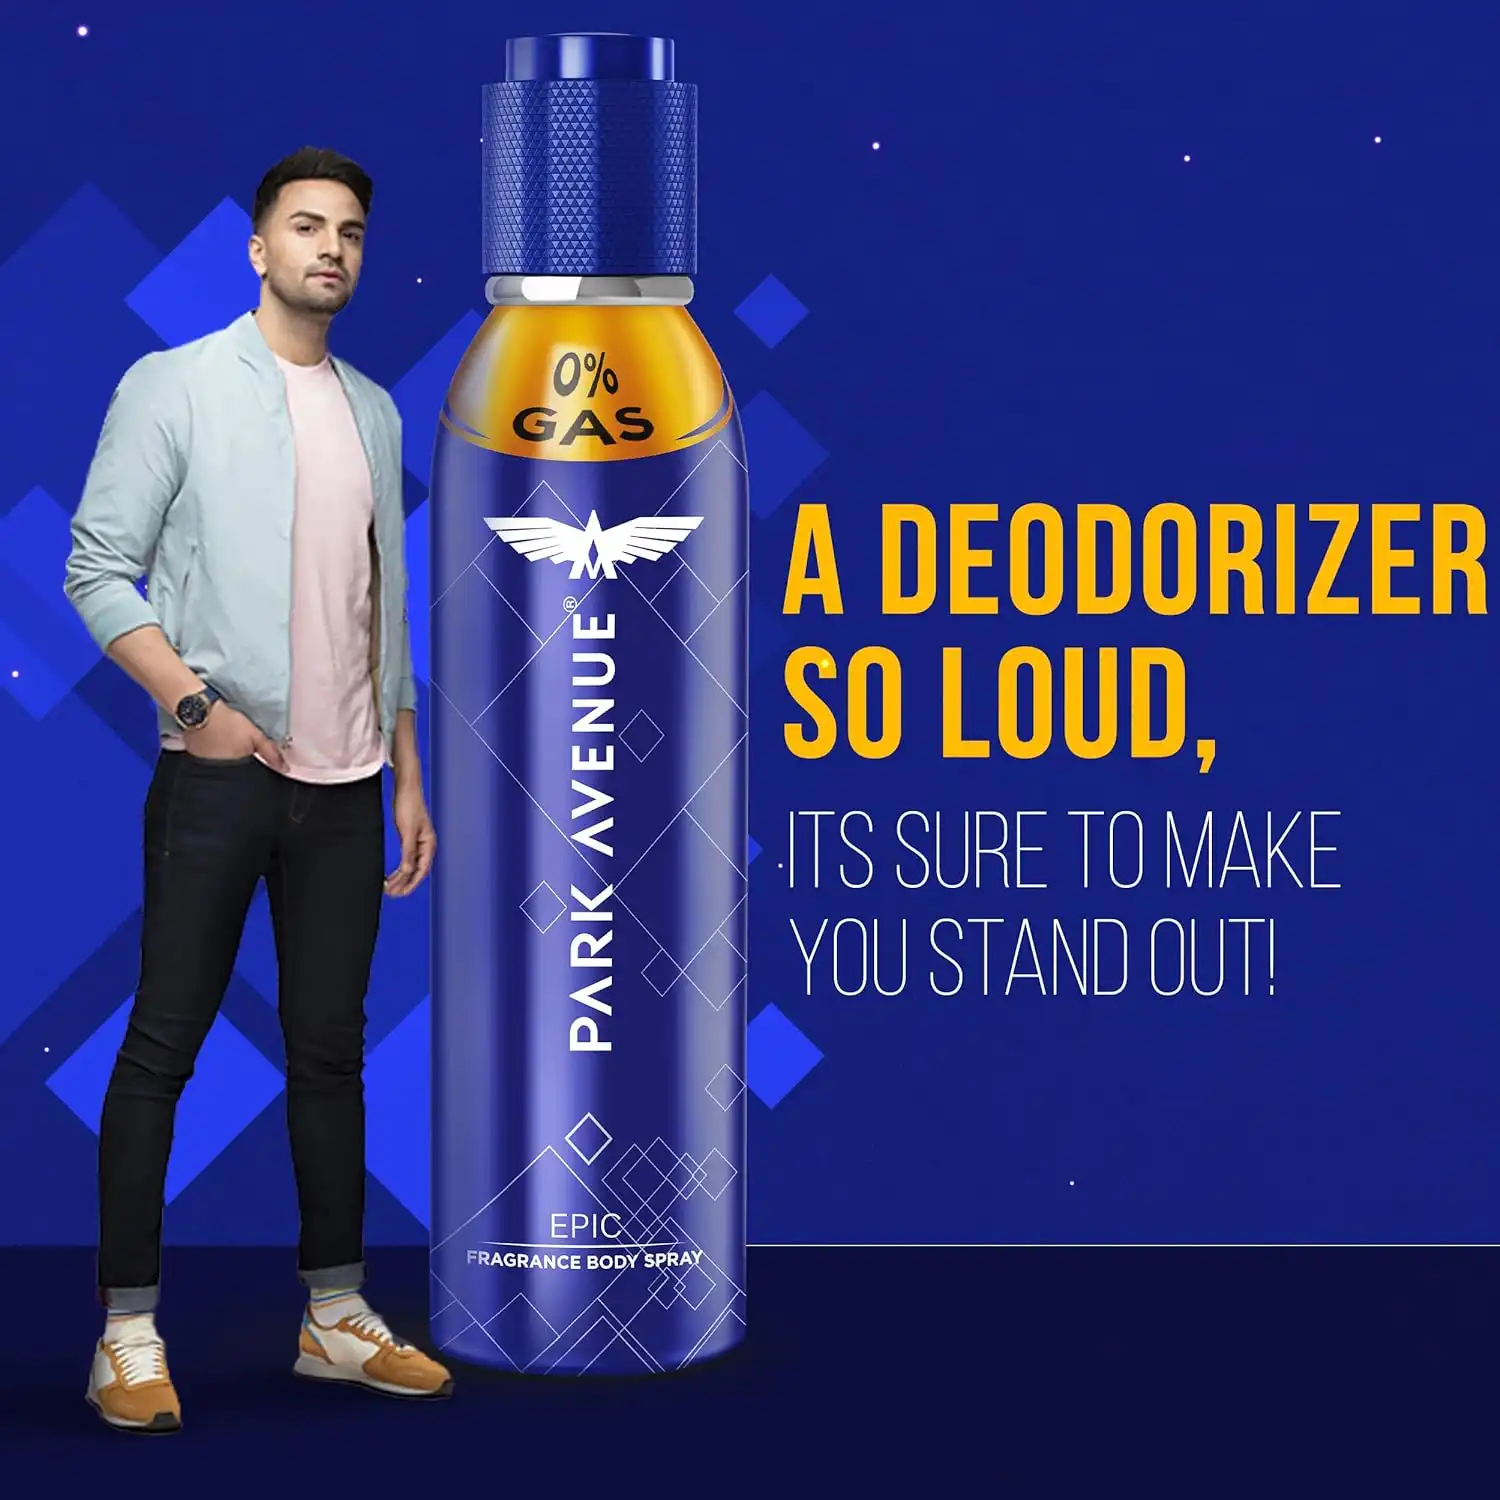 0%
GAS
PARK AVENUE®
EPIC
FRAGRANCE BODY SPRAY
A DEODORIZER
SO LOUD,
ITS SURE TO MAKE
YOU STAND OUT!